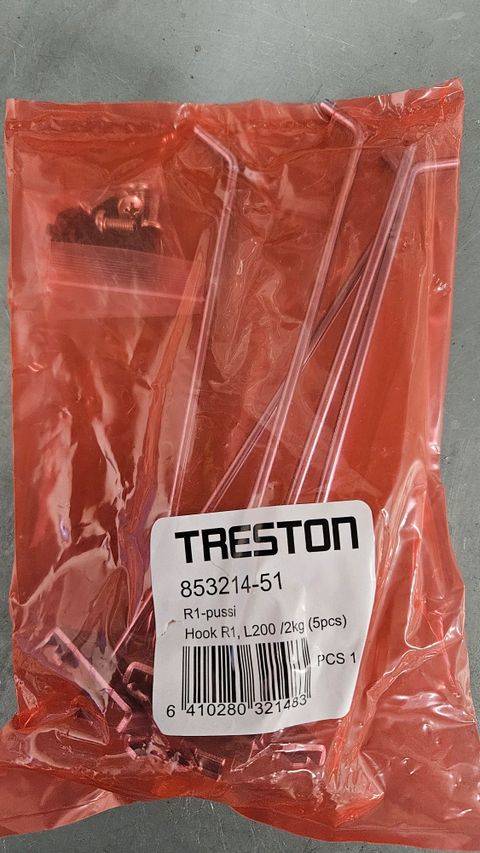 TRESTON
853214-51
R1-pussi
Hook R1, L200 /2kg (5pcs)
PCS 1
6 410280 321483